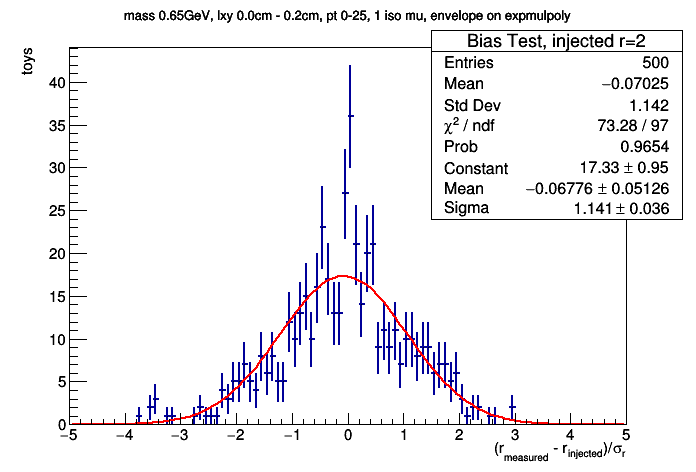 mass 0.65GeV, lxy 0.0cm - 0.2cm, pt 0-25, 1 iso mu, envelope on expmulpoly
Bias Test, injected r=2
Entries 500
Mean −0.07025
Std Dev 1.142
χ² / ndf 73.28 / 97
Prob 0.9654
Constant 17.33 ± 0.95
Mean −0.06776 ± 0.05126
Sigma 1.141 ± 0.036
toys
40
35
30
25
20
15
10
5
0
−5 −4 −3 −2 −1 0 1 2 3 4 5
(r_measured - r_injected)/σ_r